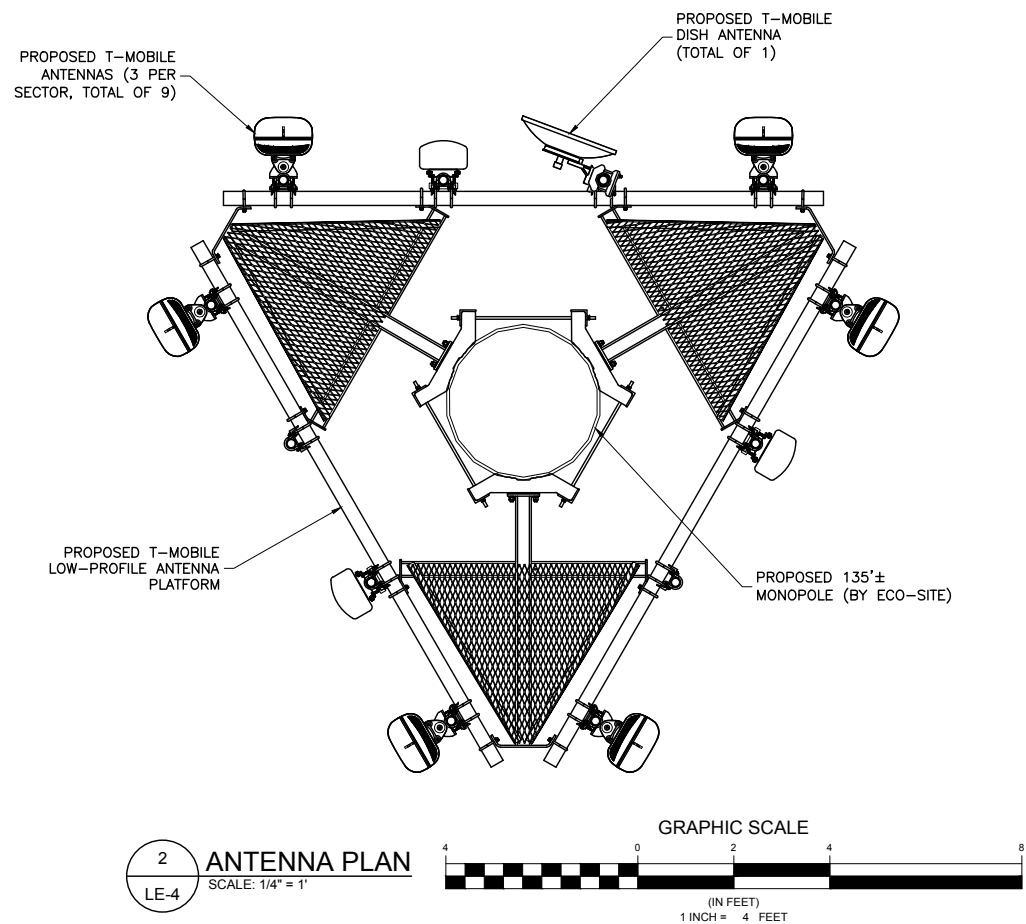 PROPOSED T-MOBILE
DISH ANTENNA
(TOTAL OF 1)
PROPOSED T-MOBILE
ANTENNAS (3 PER
SECTOR, TOTAL OF 9)
PROPOSED T-MOBILE
LOW-PROFILE ANTENNA
PLATFORM
PROPOSED 135'±
MONOPOLE (BY ECO-SITE)
2
LE-4
ANTENNA PLAN
SCALE: 1/4" = 1'
GRAPHIC SCALE
4 0 2 4 8
(IN FEET)
1 INCH = 4 FEET